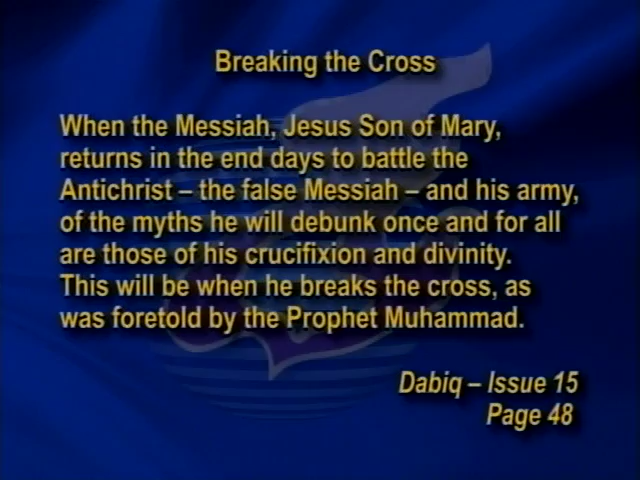 Breaking the Cross
When the Messiah, Jesus Son of Mary,
returns in the end days to battle the
Antichrist – the false Messiah – and his army,
of the myths he will debunk once and for all
are those of his crucifixion and divinity.
This will be when he breaks the cross, as
was foretold by the Prophet Muhammad.
Dabiq – Issue 15
Page 48